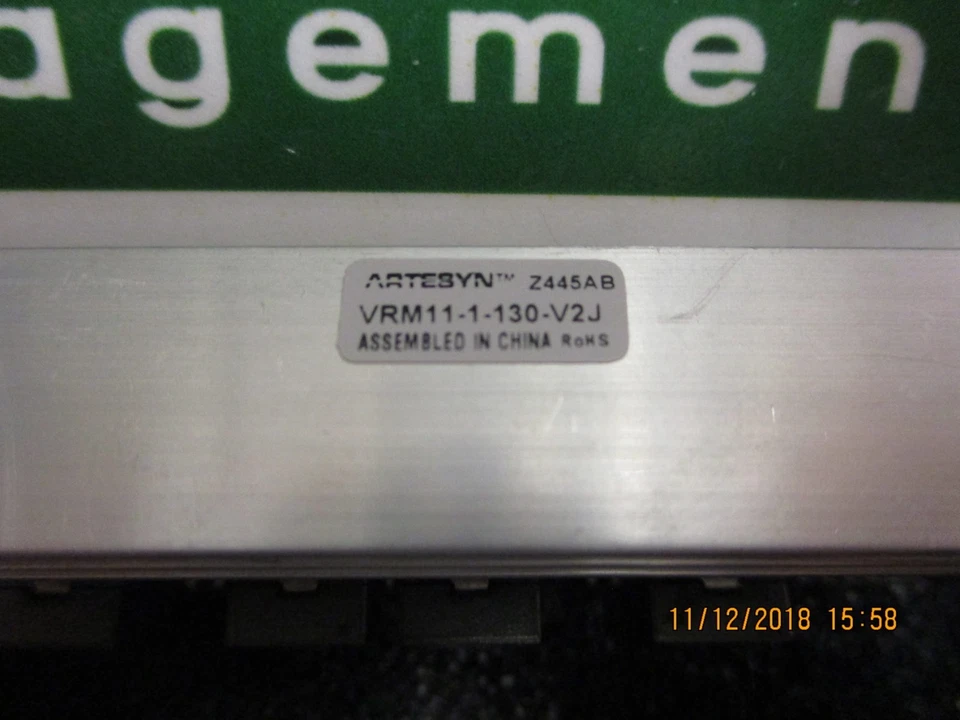 agemen
ARTESYN™ Z445AB
VRM11-1-130-V2J
ASSEMBLED IN CHINA RoHS
11/12/2018 15:58